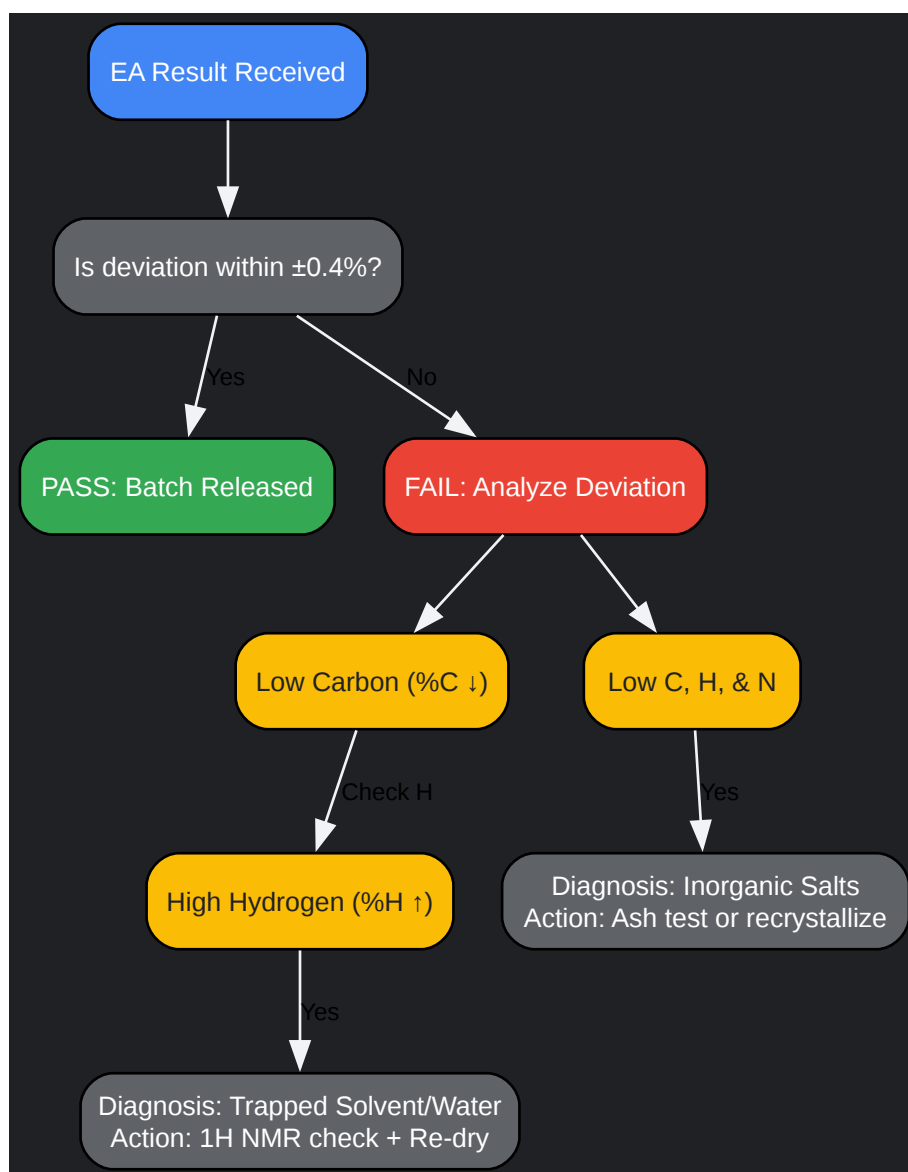 EA Result Received
Is deviation within ±0.4%?
Yes
No
PASS: Batch Released
FAIL: Analyze Deviation
Low Carbon (%C ↓)
Low C, H, & N
Check H
Yes
High Hydrogen (%H ↑)
Diagnosis: Inorganic Salts
Action: Ash test or recrystallize
Yes
Diagnosis: Trapped Solvent/Water
Action: 1H NMR check + Re-dry